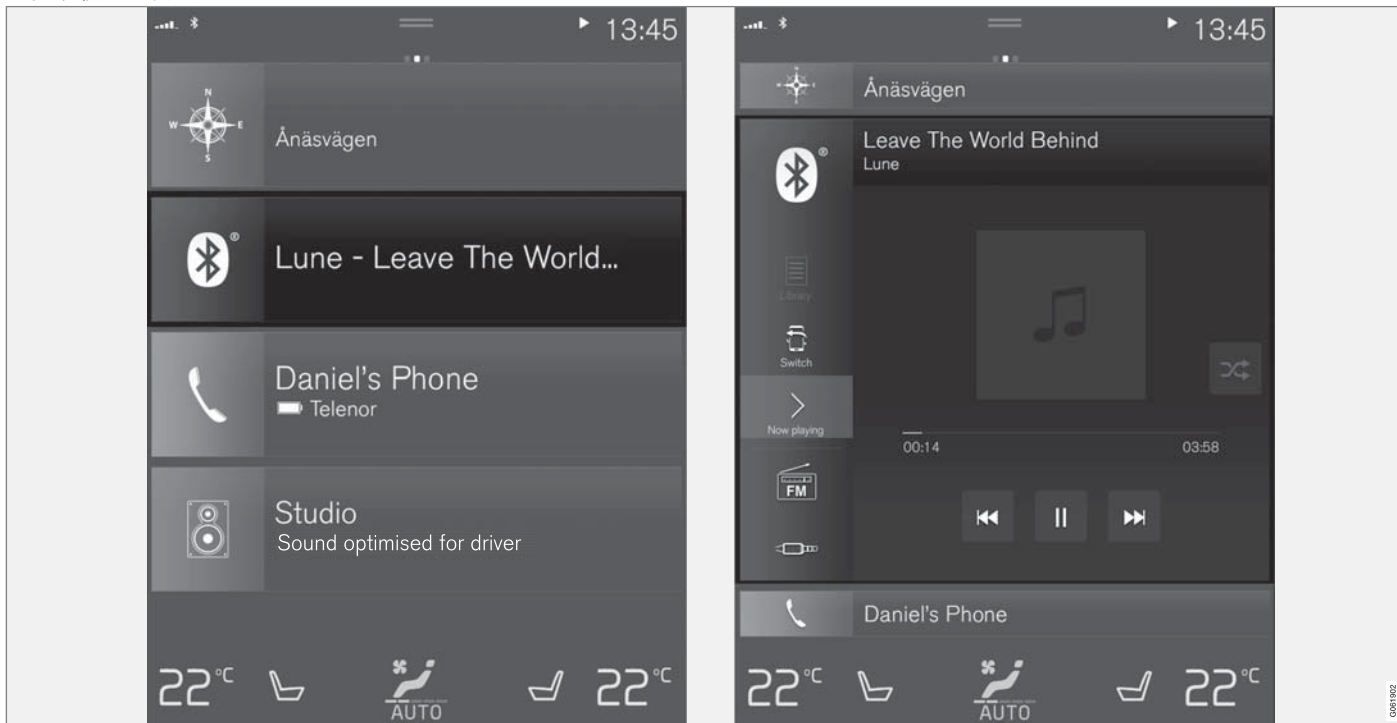 13:45
N
W E
S
Ånäsvägen
®
Lune - Leave The World...
Daniel's Phone
Telenor
Studio
Sound optimised for driver
22°C
AUTO
22°C
13:45
Ånäsvägen
®
Leave The World Behind
Lune
Library
Switch
Now playing
00:14
03:58
FM
Daniel's Phone
22°C
AUTO
22°C
G061902